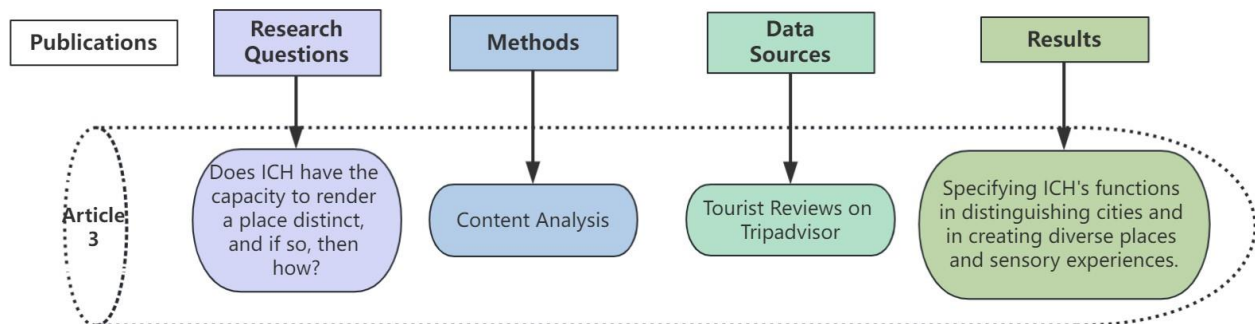 Publications
Research
Questions
Methods
Data
Sources
Results
Article
3
Does ICH have the
capacity to render
a place distinct,
and if so, then
how?
Content Analysis
Tourist Reviews on
Tripadvisor
Specifying ICH's functions
in distinguishing cities and
in creating diverse places
and sensory experiences.